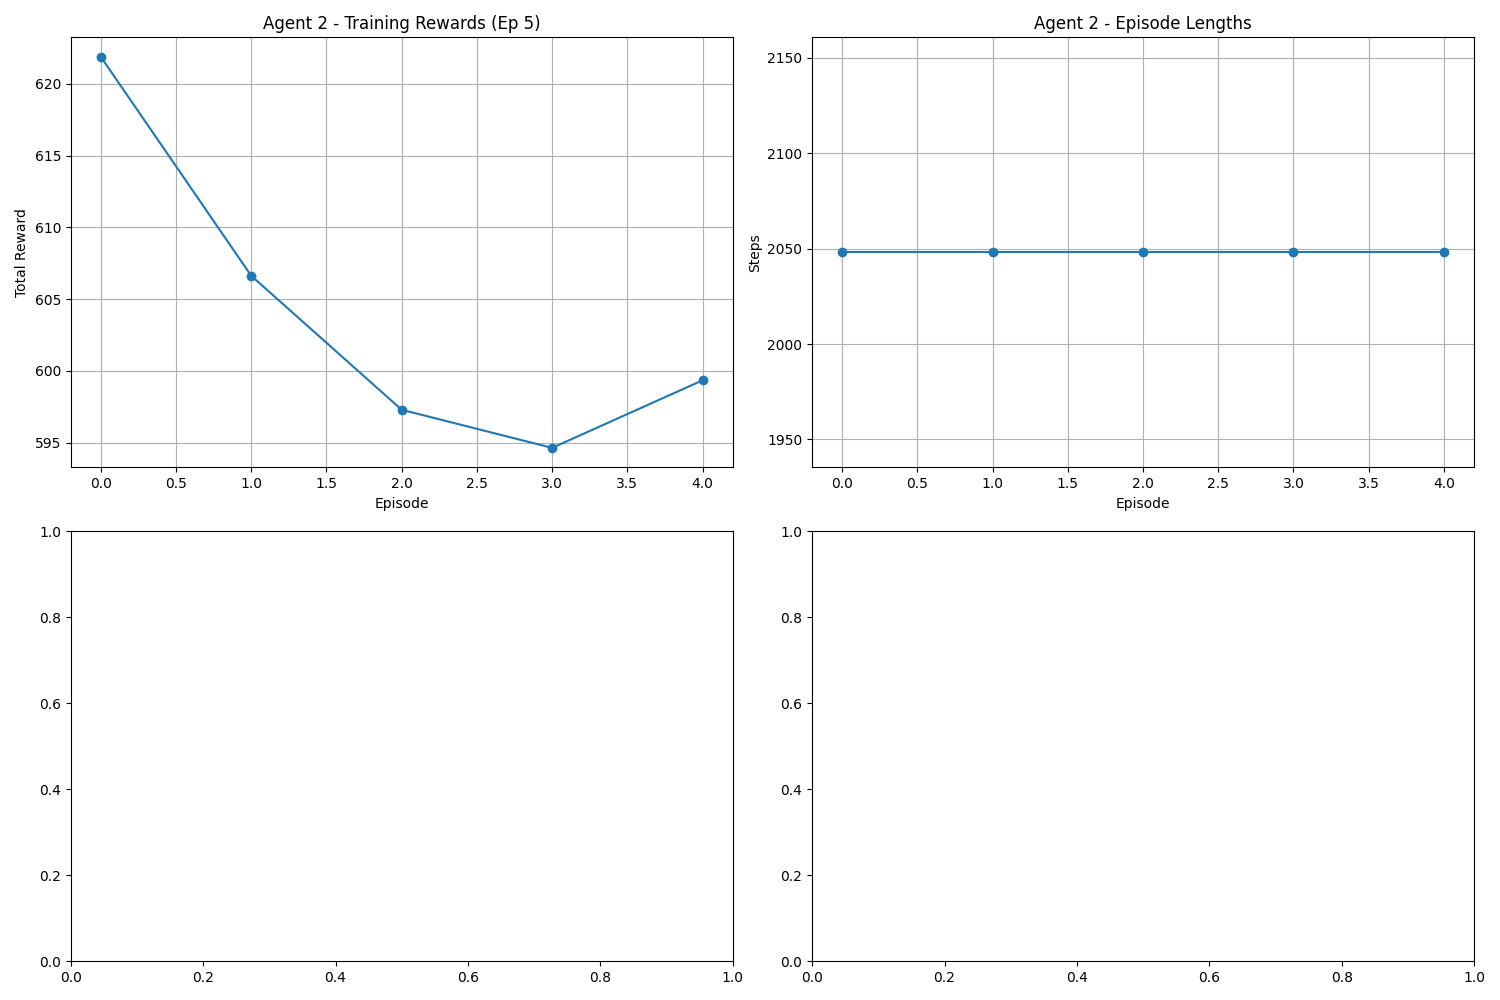 Agent 2 - Training Rewards (Ep 5)
Total Reward
620
615
610
605
600
595
0.0 0.5 1.0 1.5 2.0 2.5 3.0 3.5 4.0
Episode
Agent 2 - Episode Lengths
Steps
2150
2100
2050
2000
1950
0.0 0.5 1.0 1.5 2.0 2.5 3.0 3.5 4.0
Episode
1.0
0.8
0.6
0.4
0.2
0.0
0.0 0.2 0.4 0.6 0.8 1.0
1.0
0.8
0.6
0.4
0.2
0.0
0.0 0.2 0.4 0.6 0.8 1.0